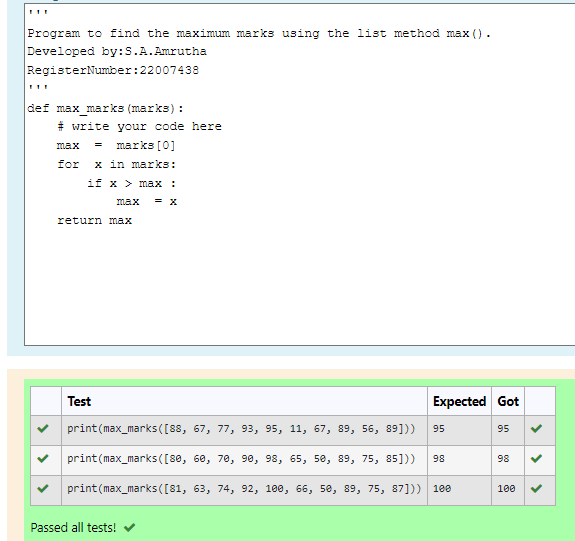 '''
Program to find the maximum marks using the list method max().
Developed by:S.A.Amrutha
RegisterNumber:22007438
'''
def max_marks(marks):
    # write your code here
    max  =  marks[0]
    for  x in marks:
        if x > max :
            max  = x
    return max
Test Expected Got
print(max_marks([88, 67, 77, 93, 95, 11, 67, 89, 56, 89])) 95 95
print(max_marks([80, 60, 70, 90, 98, 65, 50, 89, 75, 85])) 98 98
print(max_marks([81, 63, 74, 92, 100, 66, 50, 89, 75, 87])) 100 100
Passed all tests!